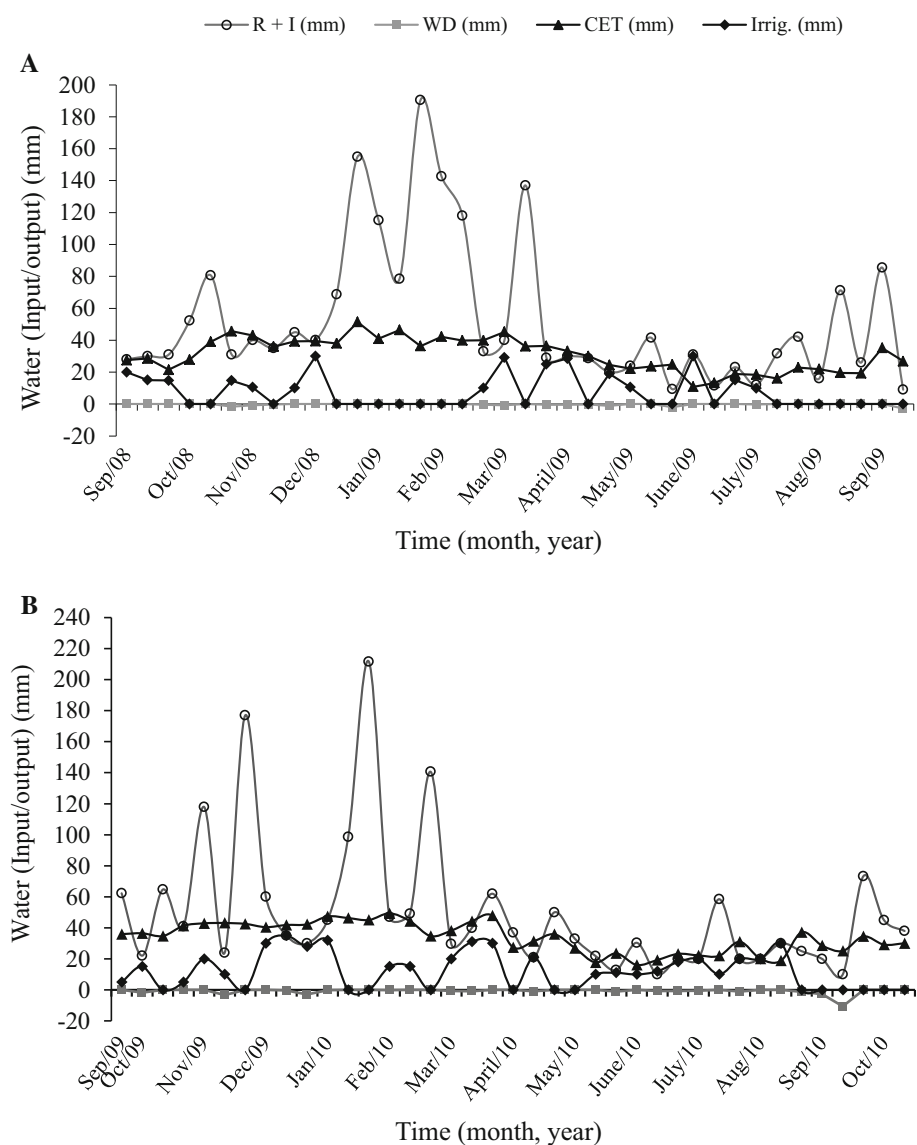 R + I (mm) WD (mm) CET (mm) Irrig. (mm)
A
200
180
160
140
120
100
80
60
40
20
0
-20
Water (Input/output) (mm)
Sep/08 Oct/08 Nov/08 Dec/08 Jan/09 Feb/09 Mar/09 April/09 May/09 June/09 July/09 Aug/09 Sep/09
Time (month, year)
B
240
220
200
180
160
140
120
100
80
60
40
20
0
-20
Water (Input/output) (mm)
Sep/09 Oct/09 Nov/09 Dec/09 Jan/10 Feb/10 Mar/10 April/10 May/10 June/10 July/10 Aug/10 Sep/10 Oct/10
Time (month, year)